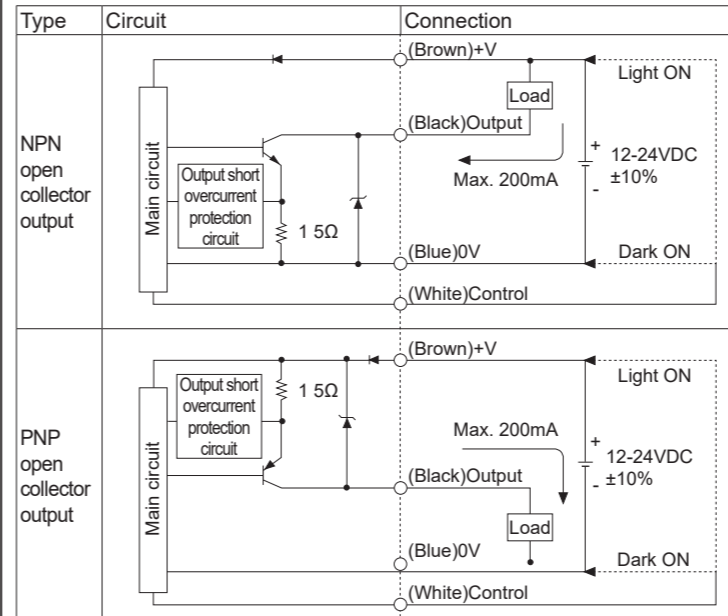 Type Circuit Connection
NPN
open
collector
output
Main circuit
Output short
overcurrent
protection
circuit
1 5Ω
(Brown)+V
Load
Light ON
(Black)Output
Max. 200mA
+
-
12-24VDC
±10%
(Blue)0V
Dark ON
(White)Control
PNP
open
collector
output
Main circuit
Output short
overcurrent
protection
circuit
1 5Ω
(Brown)+V
Light ON
Max. 200mA
+
-
12-24VDC
±10%
(Black)Output
Load
(Blue)0V
Dark ON
(White)Control